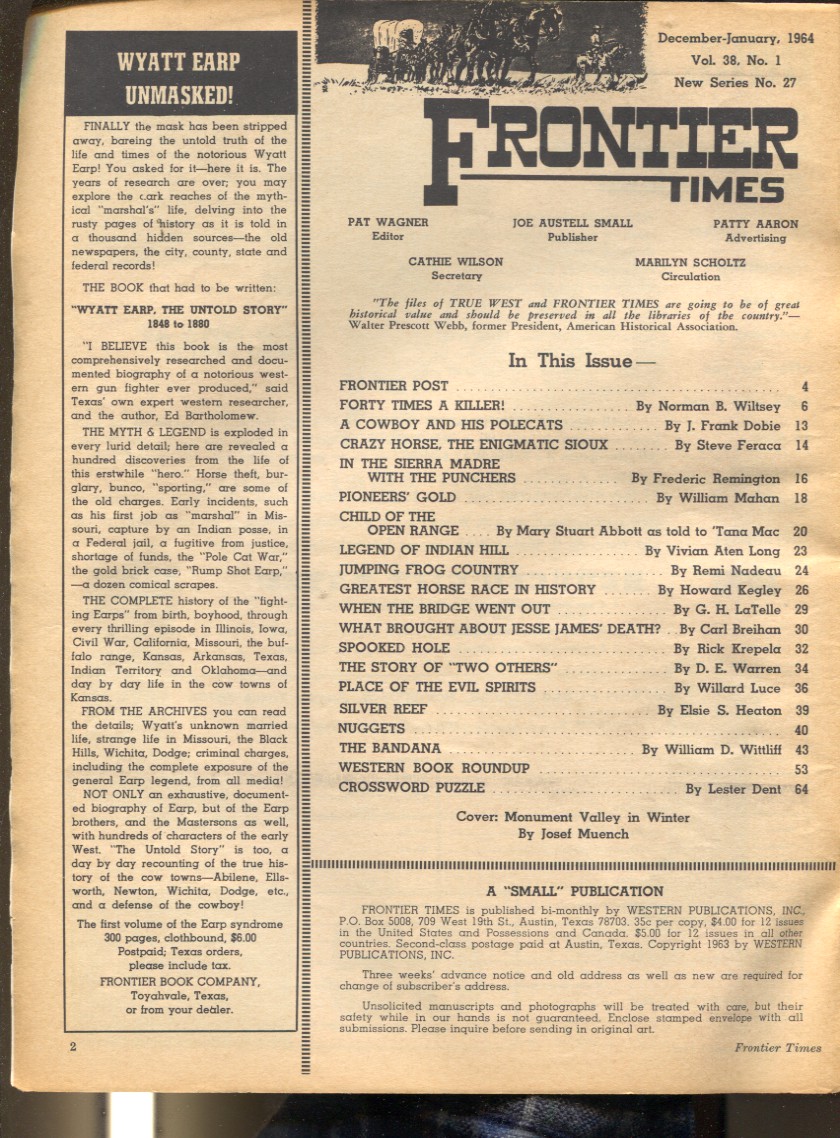 WYATT EARP
UNMASKED!
FINALLY the mask has been stripped
away, bareing the untold truth of the
life and times of the notorious Wyatt
Earp! You asked for it—here it is. The
years of research are over; you may
explore the dark reaches of the myth-
ical "marshal's" life, delving into the
rusty pages of history as it is told in
a thousand hidden sources—the old
newspapers, the city, county, state and
federal records!
THE BOOK that had to be written:
"WYATT EARP, THE UNTOLD STORY"
1848 to 1880
"I BELIEVE this book is the most
comprehensively researched and docu-
mented biography of a notorious west-
ern gun fighter ever produced," said
Texas' own expert western researcher,
and the author, Ed Bartholomew.
THE MYTH & LEGEND is exploded in
every lurid detail; here are revealed a
hundred discoveries from the life of
this erstwhile "hero." Horse theft, bur-
glary, bunco, "sporting," are some of
the old charges. Early incidents, such
as his first job as "marshal" in Mis-
souri, capture by an Indian posse, in
a Federal jail, a fugitive from justice,
shortage of funds, the "Pole Cat War,"
the gold brick case, "Rump Shot Earp,"
—a dozen comical scrapes.
THE COMPLETE history of the "fight-
ing Earps" from birth, boyhood, through
every thrilling episode in Illinois, Iowa,
Civil War, California, Missouri, the buf-
falo range, Kansas, Arkansas, Texas,
Indian Territory and Oklahoma—and
day by day life in the cow towns of
Kansas.
FROM THE ARCHIVES you can read
the details; Wyatt's unknown married
life, strange life in Missouri, the Black
Hills, Wichita, Dodge; criminal charges,
including the complete exposure of the
general Earp legend, from all media!
NOT ONLY an exhaustive, document-
ed biography of Earp, but of the Earp
brothers, and the Mastersons as well,
with hundreds of characters of the early
West. "The Untold Story" is too, a
day by day recounting of the true his-
tory of the cow towns—Abilene, Ells-
worth, Newton, Wichita, Dodge, etc.,
and a defense of the cowboy!
The first volume of the Earp syndrome
300 pages, clothbound, $6.00
Postpaid; Texas orders,
please include tax.
FRONTIER BOOK COMPANY,
Toyahvale, Texas,
or from your dealer.
2
December-January, 1964
Vol. 38, No. 1
New Series No. 27
FRONTIER
TIMES
PAT WAGNER JOE AUSTELL SMALL PATTY AARON
Editor Publisher Advertising
CATHIE WILSON MARILYN SCHOLTZ
Secretary Circulation
"The files of TRUE WEST and FRONTIER TIMES are going to be of great
historical value and should be preserved in all the libraries of the country."—
Walter Prescott Webb, former President, American Historical Association.
In This Issue—
FRONTIER POST 4
FORTY TIMES A KILLER! By Norman B. Wiltsey 6
A COWBOY AND HIS POLECATS By J. Frank Dobie 13
CRAZY HORSE, THE ENIGMATIC SIOUX By Steve Feraca 14
IN THE SIERRA MADRE
WITH THE PUNCHERS By Frederic Remington 16
PIONEERS' GOLD By William Mahan 18
CHILD OF THE
OPEN RANGE By Mary Stuart Abbott as told to 'Tana Mac 20
LEGEND OF INDIAN HILL By Vivian Aten Long 23
JUMPING FROG COUNTRY By Remi Nadeau 24
GREATEST HORSE RACE IN HISTORY By Howard Kegley 26
WHEN THE BRIDGE WENT OUT By G. H. LaTelle 29
WHAT BROUGHT ABOUT JESSE JAMES' DEATH? By Carl Breihan 30
SPOOKED HOLE By Rick Krepela 32
THE STORY OF "TWO OTHERS" By D. E. Warren 34
PLACE OF THE EVIL SPIRITS By Willard Luce 36
SILVER REEF By Elsie S. Heaton 39
NUGGETS 40
THE BANDANA By William D. Wittliff 43
WESTERN BOOK ROUNDUP 53
CROSSWORD PUZZLE By Lester Dent 64
Cover: Monument Valley in Winter
By Josef Muench
A "SMALL" PUBLICATION
FRONTIER TIMES is published bi-monthly by WESTERN PUBLICATIONS, INC.,
P.O. Box 5008, 709 West 19th St., Austin, Texas 78703. 35c per copy, $4.00 for 12 issues
in the United States and Possessions and Canada. $5.00 for 12 issues in all other
countries. Second-class postage paid at Austin, Texas. Copyright 1963 by WESTERN
PUBLICATIONS, INC.
Three weeks' advance notice and old address as well as new are required for
change of subscriber's address.
Unsolicited manuscripts and photographs will be treated with care, but their
safety while in our hands is not guaranteed. Enclose stamped envelope with all
submissions. Please inquire before sending in original art.
Frontier Times